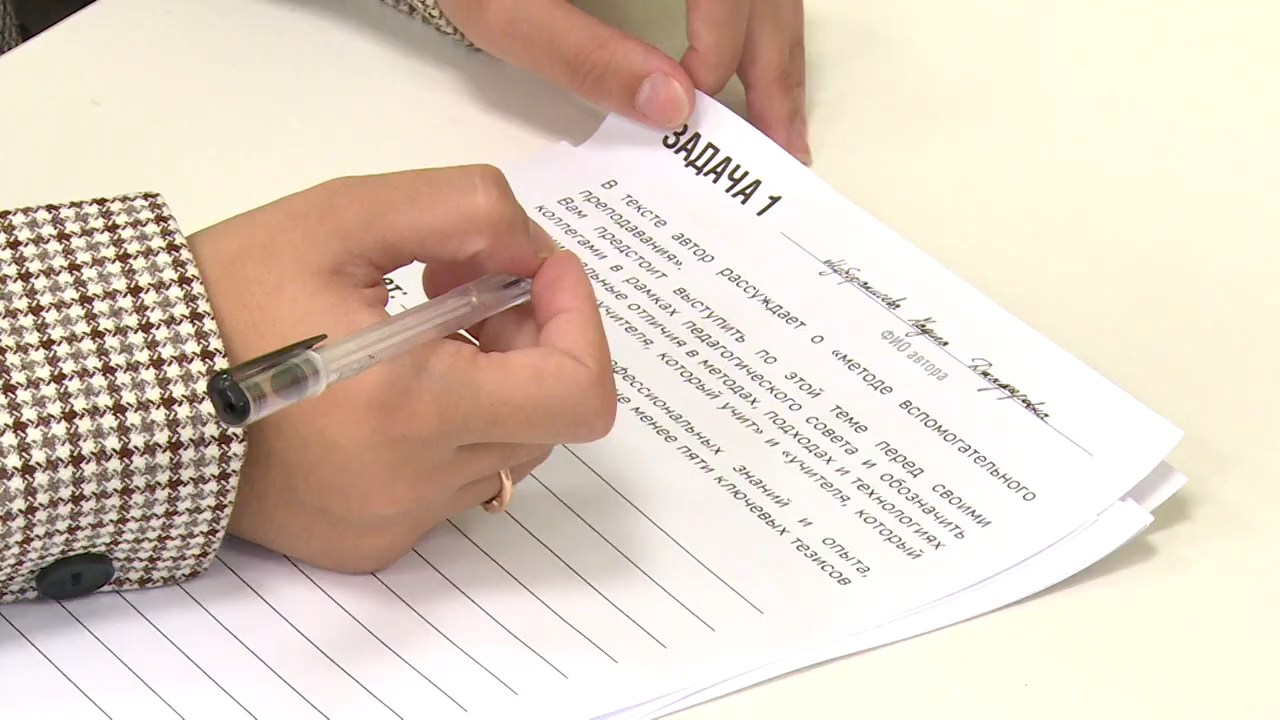 ЗАДАЧА 1
ФИО автора
В тексте автор рассуждает о «методе вспомогательного
преподавания».
Вам предстоит выступить по этой теме перед своими
коллегами в рамках педагогического совета и обозначить
отличия в методах, подходах и технологиях
учителя, который учит» и «учителя, который
знаний и опыта,
не менее пяти ключевых тезисов